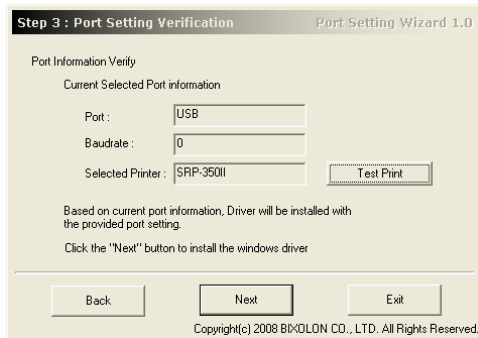 Step 3 : Port Setting Verification Port Setting Wizard 1.0
Port Information Verify
Current Selected Port information
Port : USB
Baudrate : 0
Selected Printer : SRP-350II Test Print
Based on current port information, Driver will be installed with
the provided port setting.
Click the "Next" button to install the windows driver
Back Next Exit
Copyright(c) 2008 BIXOLON CO., LTD. All Rights Reserved.